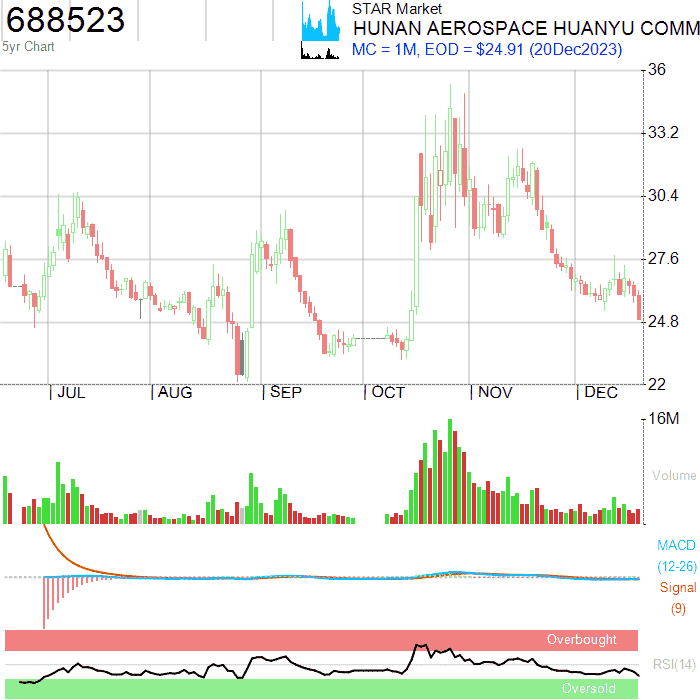 688523
5yr Chart
STAR Market
HUNAN AEROSPACE HUANYU COMM
MC = 1M, EOD = $24.91 (20Dec2023)
36
33.2
30.4
27.6
24.8
22
JUL AUG SEP OCT NOV DEC
16M
Volume
MACD
(12-26)
Signal
(9)
Overbought
RSI(14)
Oversold